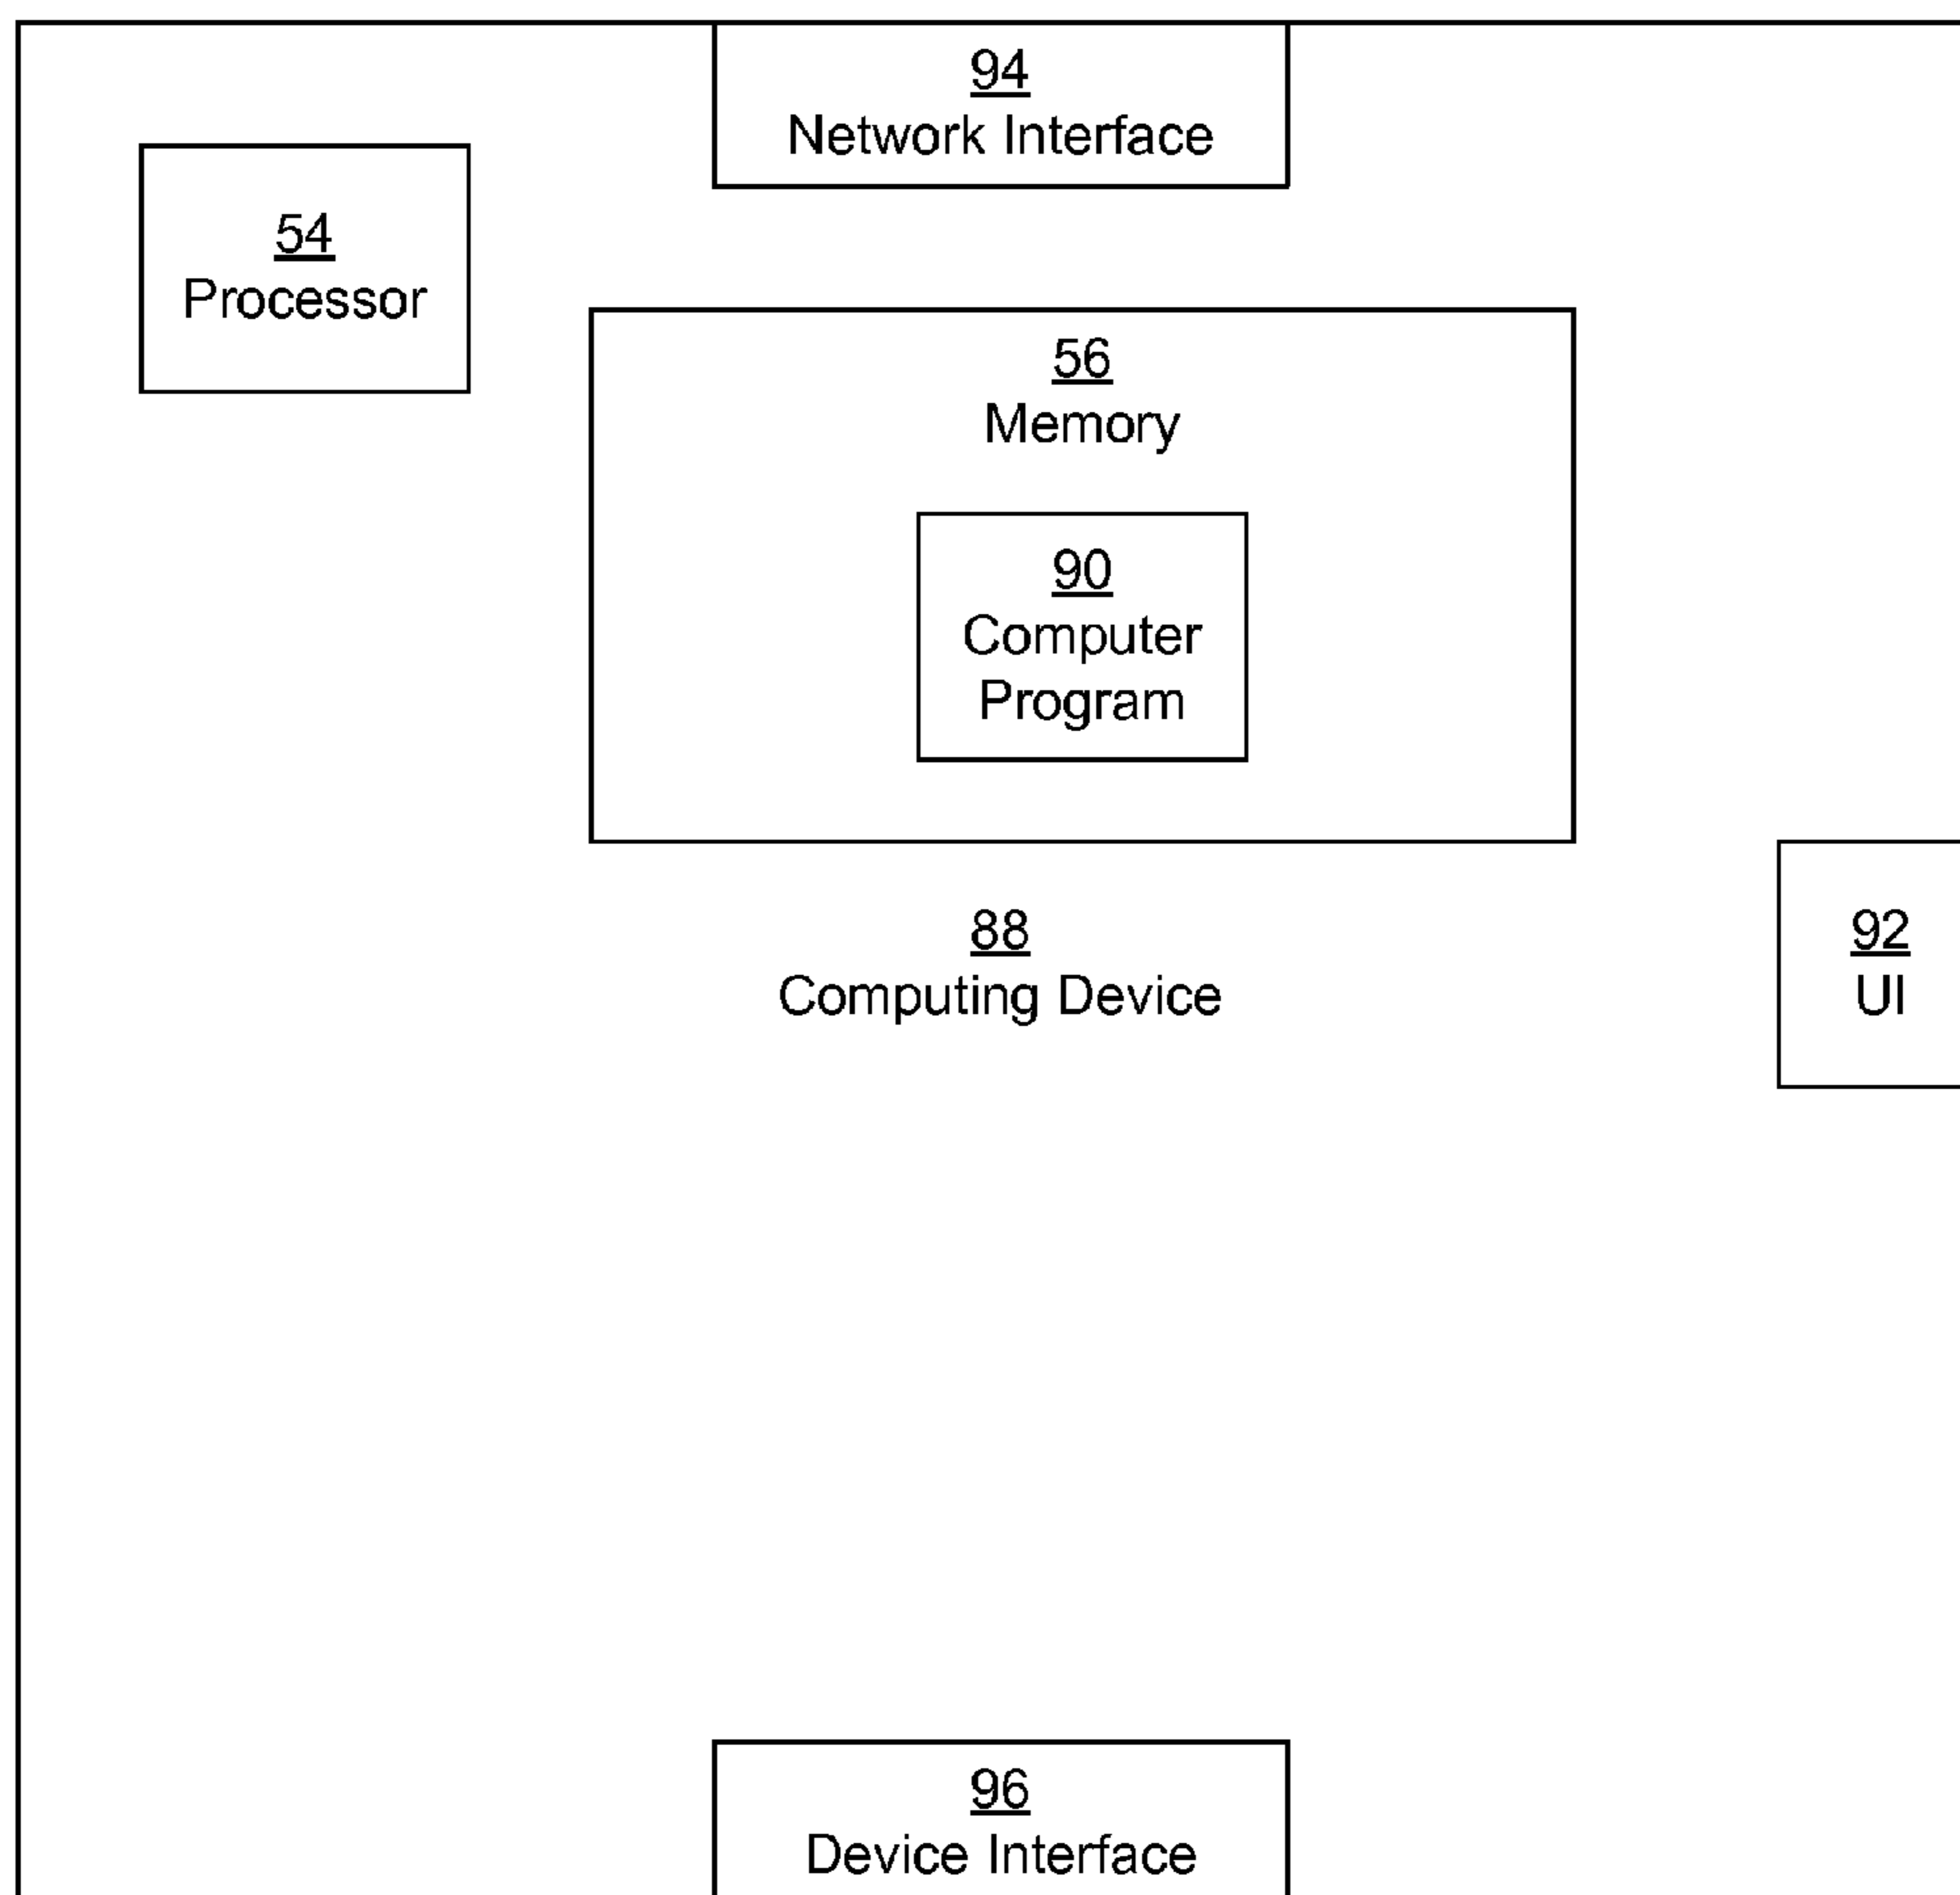 94
Network Interface
54
Processor
56
Memory
90
Computer
Program
88
Computing Device
92
UI
96
Device Interface